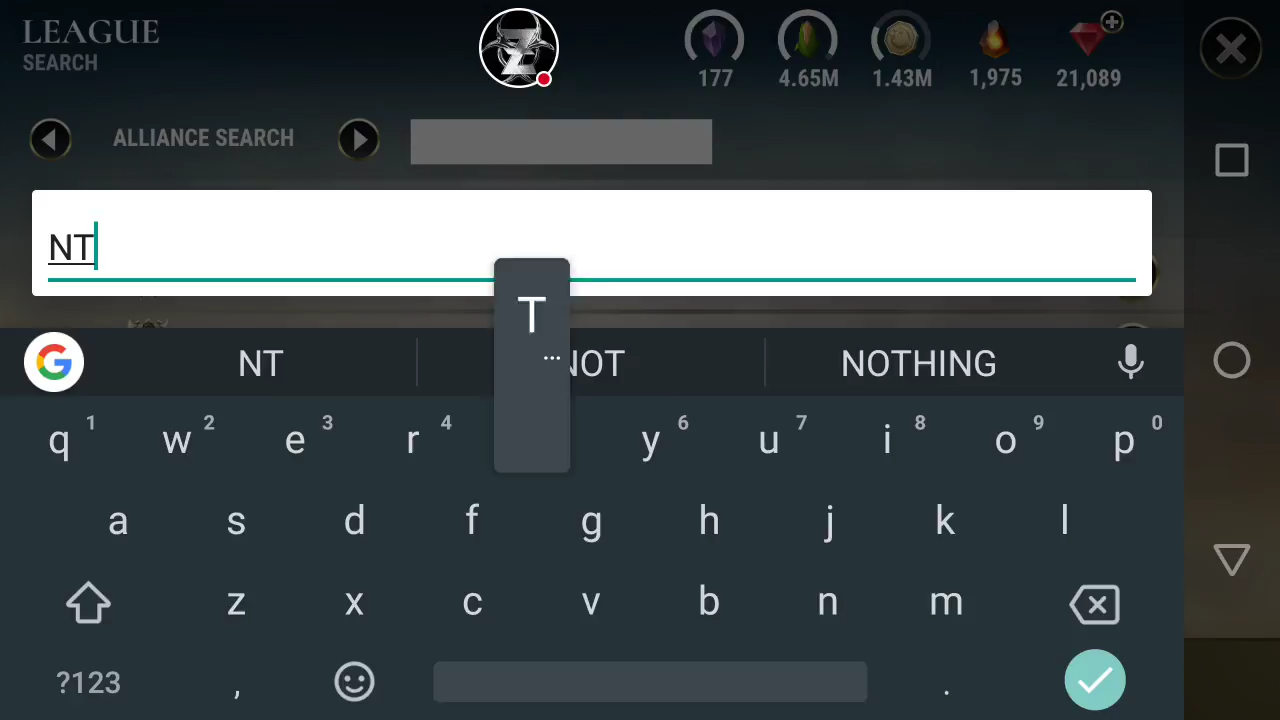 LEAGUE
SEARCH
177
4.65M
1.43M
1,975
21,089
ALLIANCE SEARCH
NT
T
...
NT
NOT
NOTHING
q 1 w 2 e 3 r 4 y 6 u 7 i 8 o 9 p 0
a s d f g h j k l
z x c v b n m
?123 , .